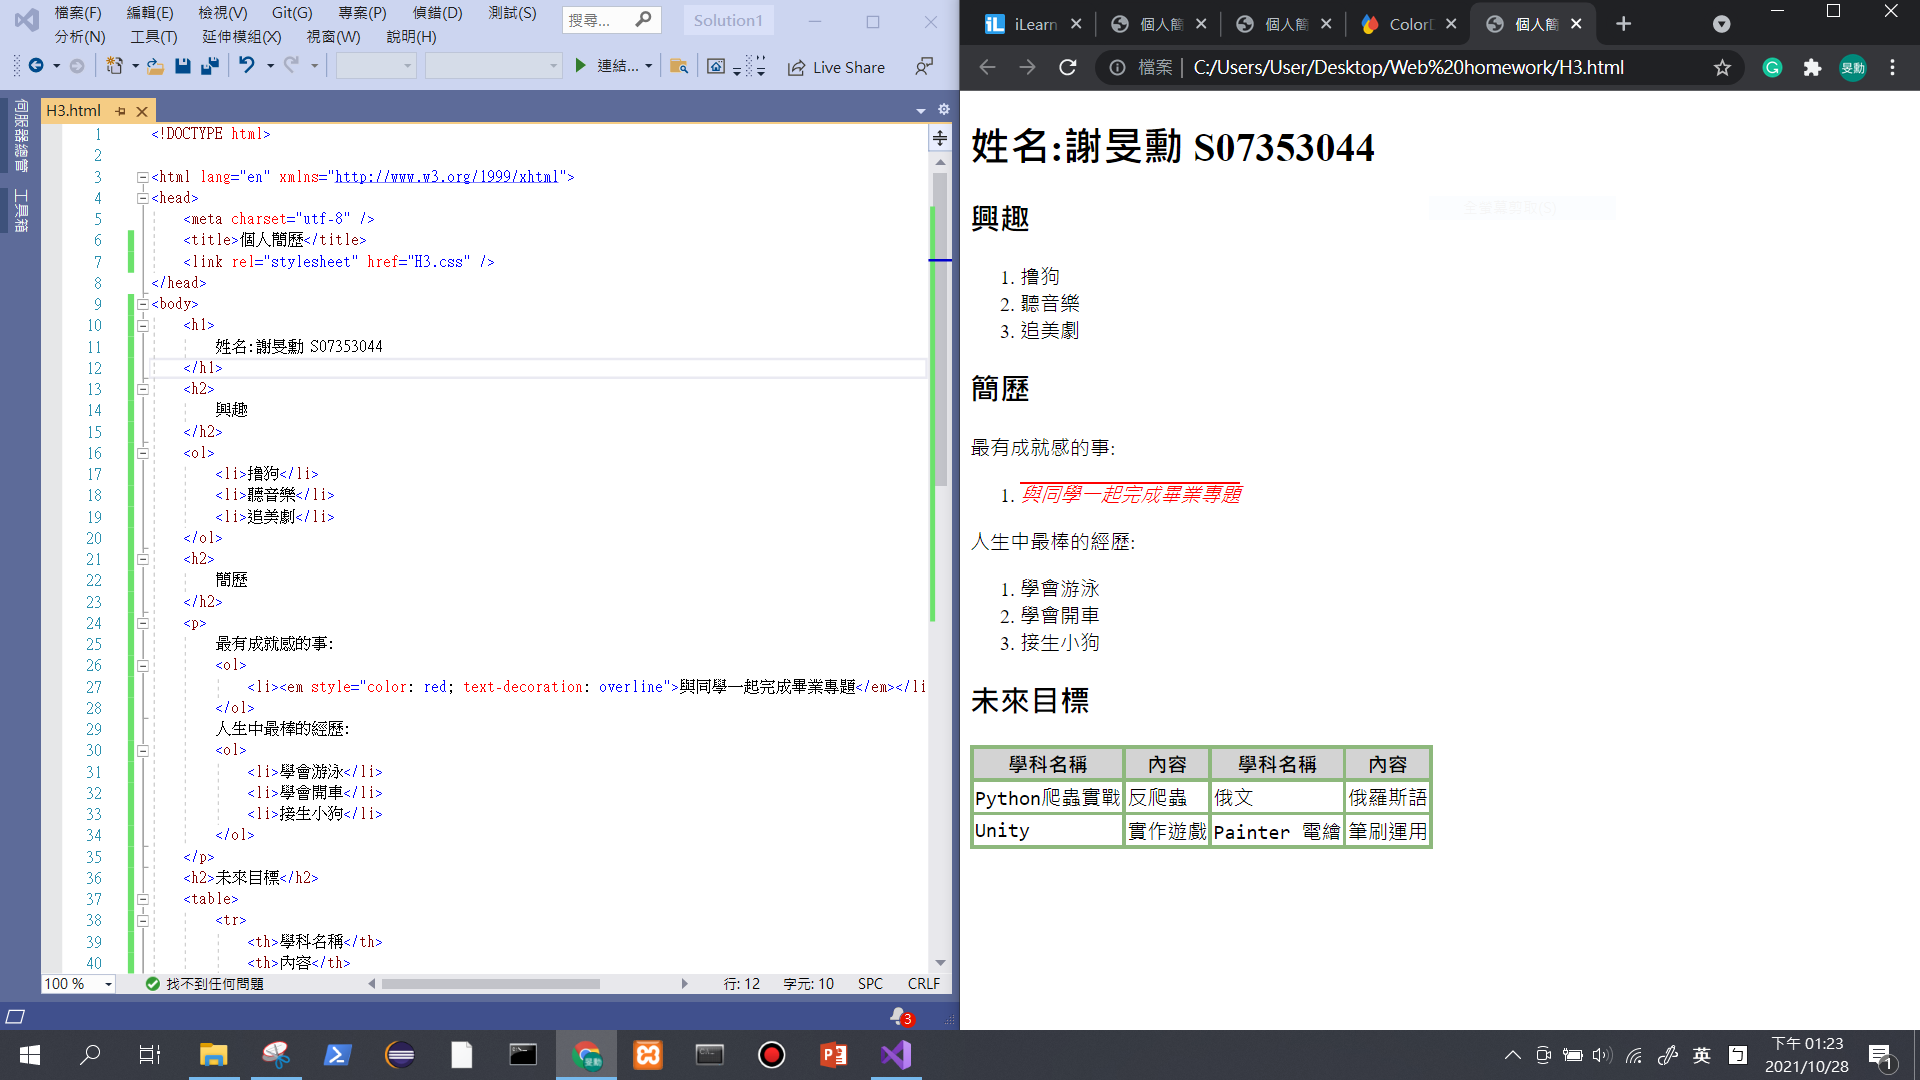 檔案(F) 編輯(E) 檢視(V) Git(G) 專案(P) 偵錯(D) 測試(S) 搜尋... Solution1
分析(N) 工具(T) 延伸模組(X) 視窗(W) 說明(H)
連結... Live Share
伺服器總管
工具箱
H3.html
1 <!DOCTYPE html>
2
3 <html lang="en" xmlns="http://www.w3.org/1999/xhtml">
4 <head>
5 <meta charset="utf-8" />
6 <title>個人簡歷</title>
7 <link rel="stylesheet" href="H3.css" />
8 </head>
9 <body>
10 <h1>
11 姓名:謝旻勳 S07353044
12 </h1>
13 <h2>
14 興趣
15 </h2>
16 <ol>
17 <li>擼狗</li>
18 <li>聽音樂</li>
19 <li>追美劇</li>
20 </ol>
21 <h2>
22 簡歷
23 </h2>
24 <p>
25 最有成就感的事:
26 <ol>
27 <li><em style="color: red; text-decoration: overline">與同學一起完成畢業專題</em></li
28 </ol>
29 人生中最棒的經歷:
30 <ol>
31 <li>學會游泳</li>
32 <li>學會開車</li>
33 <li>接生小狗</li>
34 </ol>
35 </p>
36 <h2>未來目標</h2>
37 <table>
38 <tr>
39 <th>學科名稱</th>
40 <th>內容</th>
100 % 找不到任何問題 行: 12 字元: 10 SPC CRLF
3
iLearn 個人簡 個人簡 ColorD 個人簡
檔案 | C:/Users/User/Desktop/Web%20homework/H3.html 旻勳
姓名:謝旻勳 S07353044
興趣
1. 擼狗
2. 聽音樂
3. 追美劇
簡歷
最有成就感的事:
1. 與同學一起完成畢業專題
人生中最棒的經歷:
1. 學會游泳
2. 學會開車
3. 接生小狗
未來目標
學科名稱 內容 學科名稱 內容
Python爬蟲實戰 反爬蟲 俄文 俄羅斯語
Unity 實作遊戲 Painter 電繪 筆刷運用
英 下午 01:23
2021/10/28
1